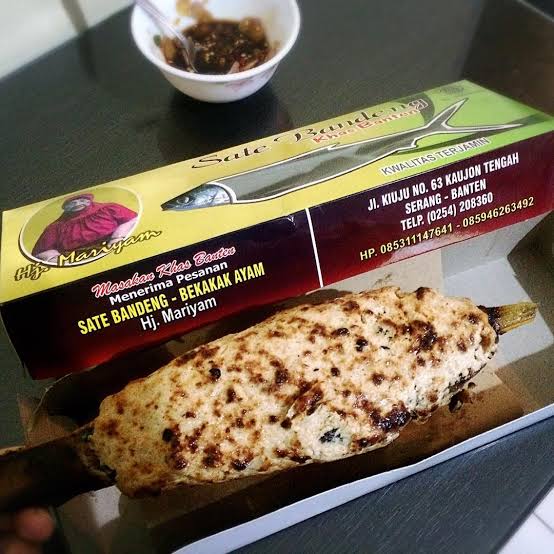 Sate Bandeng
Khas Banten
KWALITAS TERJAMIN
Hj. Mariyam
Masakan Khas Banten
Menerima Pesanan
SATE BANDENG - BEKAKAK AYAM
Hj. Mariyam
Jl. KIUJU NO. 63 KAUJON TENGAH
SERANG - BANTEN
TELP. (0254) 208360
HP. 085311147641 - 085946263492